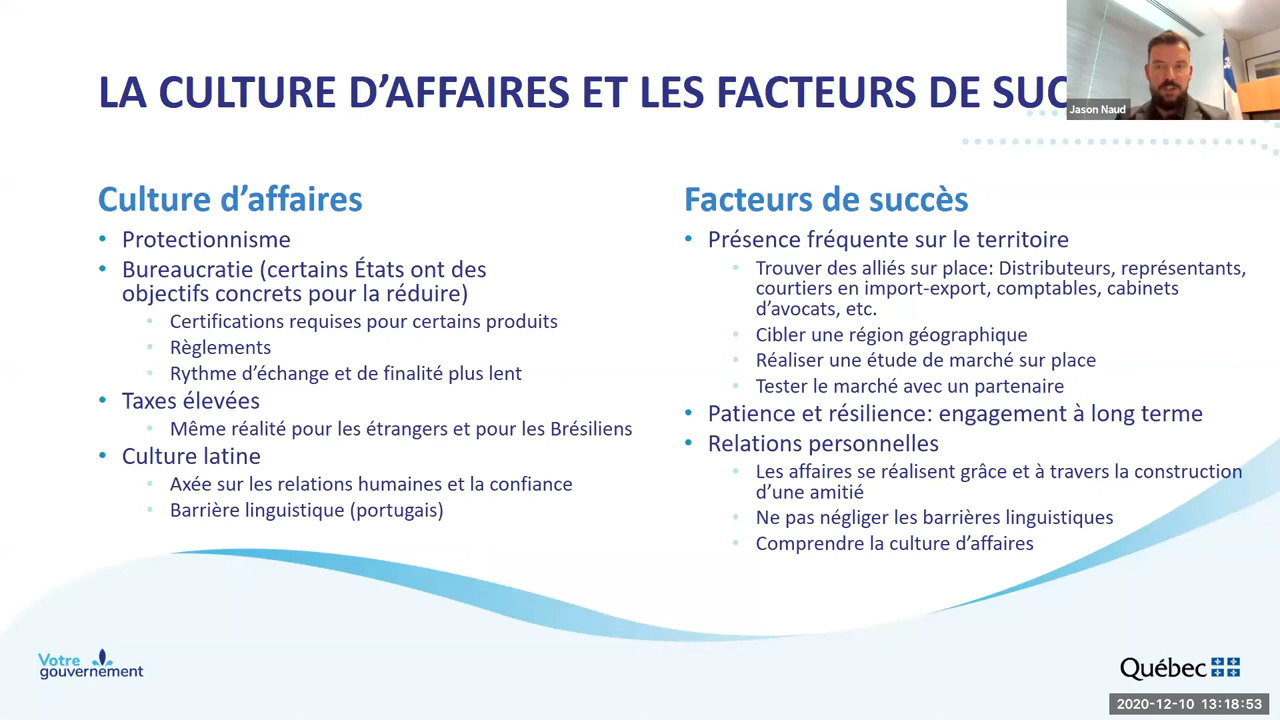 LA CULTURE D'AFFAIRES ET LES FACTEURS DE SUC
Jason Naud
Culture d'affaires
• Protectionnisme
• Bureaucratie (certains États ont des
objectifs concrets pour la réduire)
• Certifications requises pour certains produits
• Règlements
• Rythme d'échange et de finalité plus lent
• Taxes élevées
• Même réalité pour les étrangers et pour les Brésiliens
• Culture latine
• Axée sur les relations humaines et la confiance
• Barrière linguistique (portugais)
Facteurs de succès
• Présence fréquente sur le territoire
• Trouver des alliés sur place: Distributeurs, représentants,
courtiers en import-export, comptables, cabinets
d'avocats, etc.
• Cibler une région géographique
• Réaliser une étude de marché sur place
• Tester le marché avec un partenaire
• Patience et résilience: engagement à long terme
• Relations personnelles
• Les affaires se réalisent grâce et à travers la construction
d'une amitié
• Ne pas négliger les barrières linguistiques
• Comprendre la culture d'affaires
Votre
gouvernement
Québec
2020-12-10 13:18:53